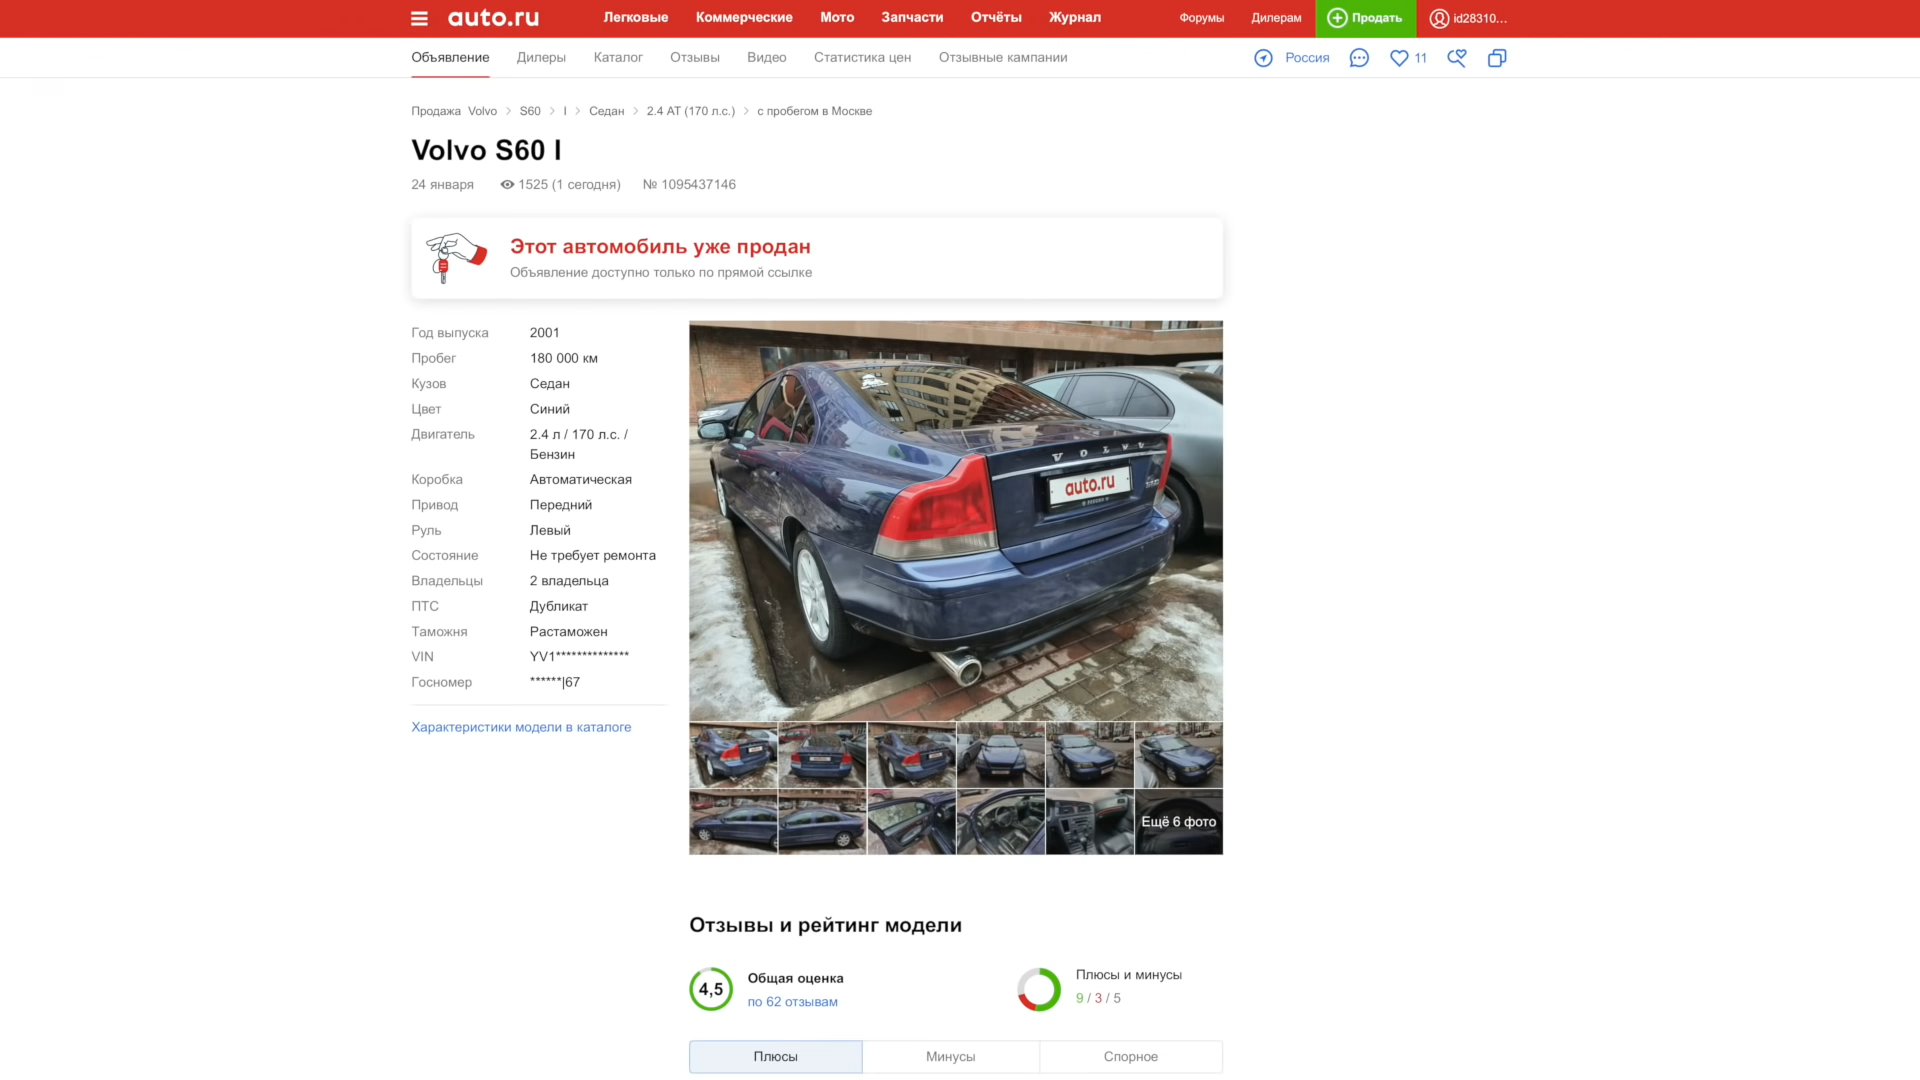 auto.ru
Легковые
Коммерческие
Мото
Запчасти
Отчёты
Журнал
Форумы
Дилерам
Продать
id28310...
Объявление
Дилеры
Каталог
Отзывы
Видео
Статистика цен
Отзывные кампании
Россия
11
Продажа Volvo > S60 > I > Седан > 2.4 AT (170 л.с.) > с пробегом в Москве
Volvo S60 I
24 января 1525 (1 сегодня) № 1095437146
Этот автомобиль уже продан
Объявление доступно только по прямой ссылке
Год выпуска 2001
Пробег 180 000 км
Кузов Седан
Цвет Синий
Двигатель 2.4 л / 170 л.с. /
Бензин
Коробка Автоматическая
Привод Передний
Руль Левый
Состояние Не требует ремонта
Владельцы 2 владельца
ПТС Дубликат
Таможня Растаможен
VIN YV1**************
Госномер ******|67
Характеристики модели в каталоге
VOLVO
auto.ru
Ещё 6 фото
Отзывы и рейтинг модели
4,5
Общая оценка
по 62 отзывам
Плюсы и минусы
9 / 3 / 5
Плюсы
Минусы
Спорное